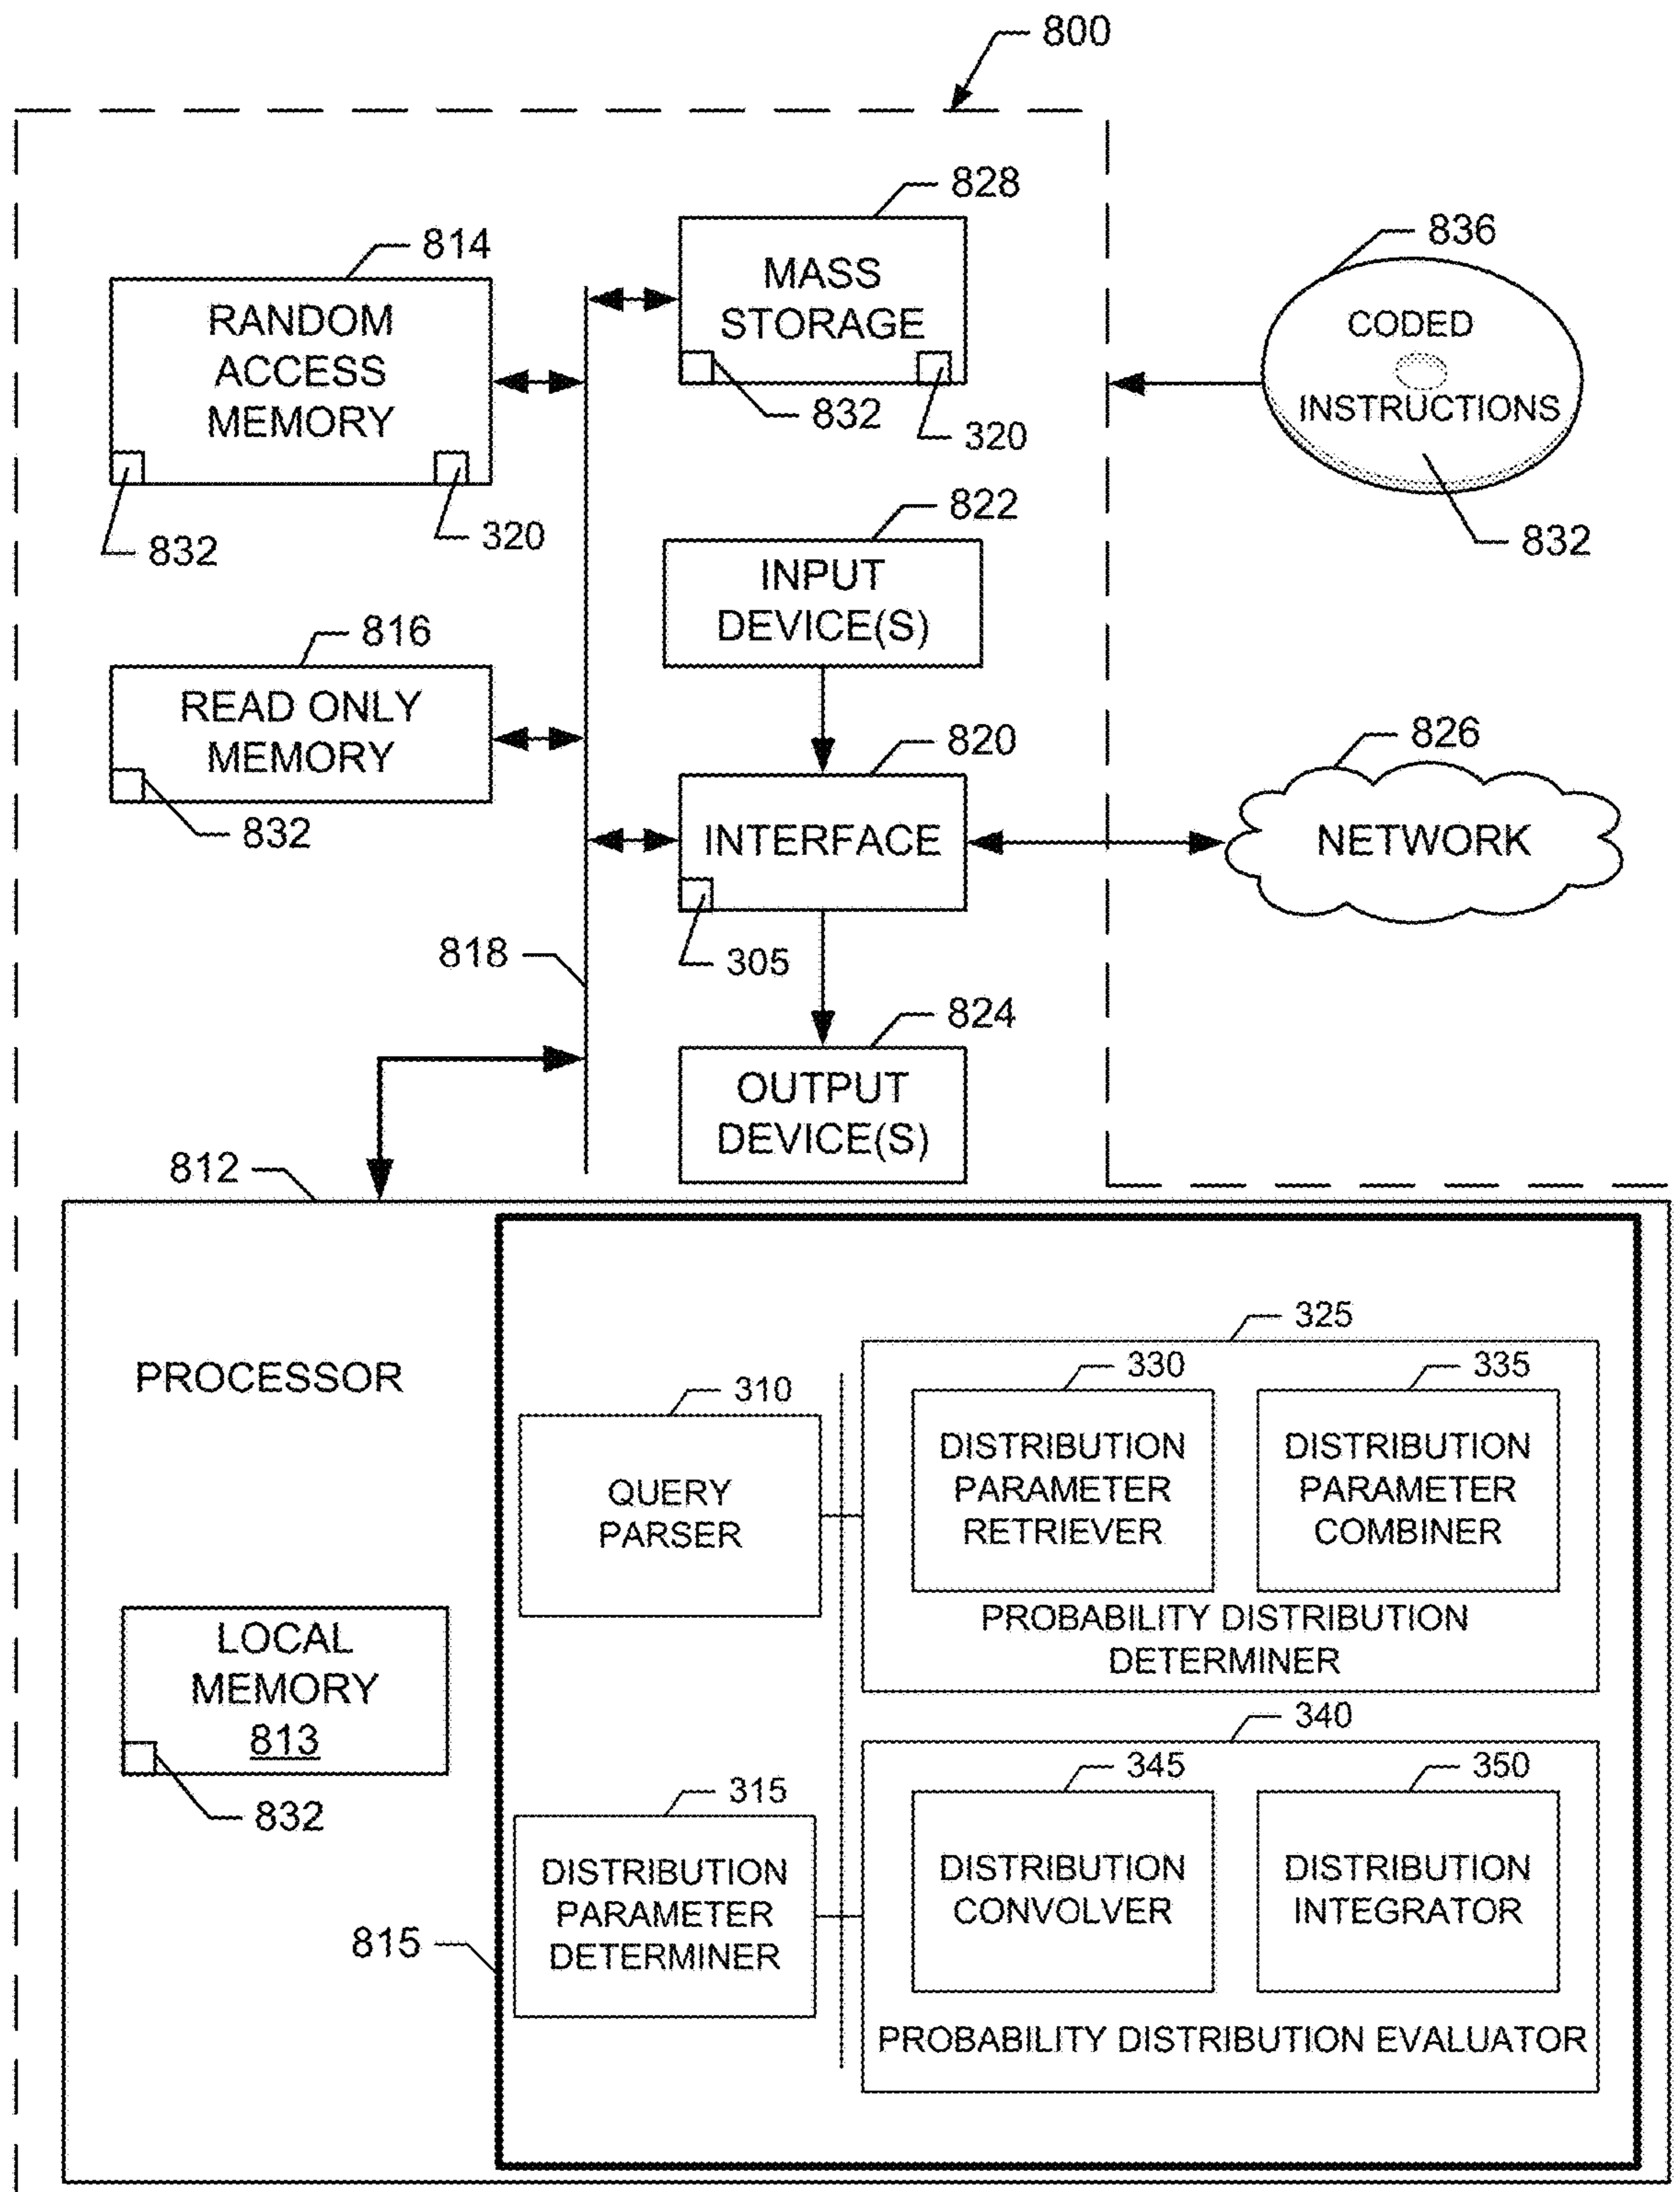 800
828
814
836
MASS
STORAGE
RANDOM
ACCESS
MEMORY
CODED
INSTRUCTIONS
832
320
832
320
832
822
INPUT
DEVICE(S)
816
READ ONLY
MEMORY
832
820
826
INTERFACE
NETWORK
305
818
824
OUTPUT
DEVICE(S)
812
PROCESSOR
325
330
335
310
DISTRIBUTION
PARAMETER
RETRIEVER
DISTRIBUTION
PARAMETER
COMBINER
QUERY
PARSER
PROBABILITY DISTRIBUTION
DETERMINER
LOCAL
MEMORY
813
832
340
345
350
315
DISTRIBUTION
PARAMETER
DETERMINER
DISTRIBUTION
CONVOLVER
DISTRIBUTION
INTEGRATOR
815
PROBABILITY DISTRIBUTION EVALUATOR